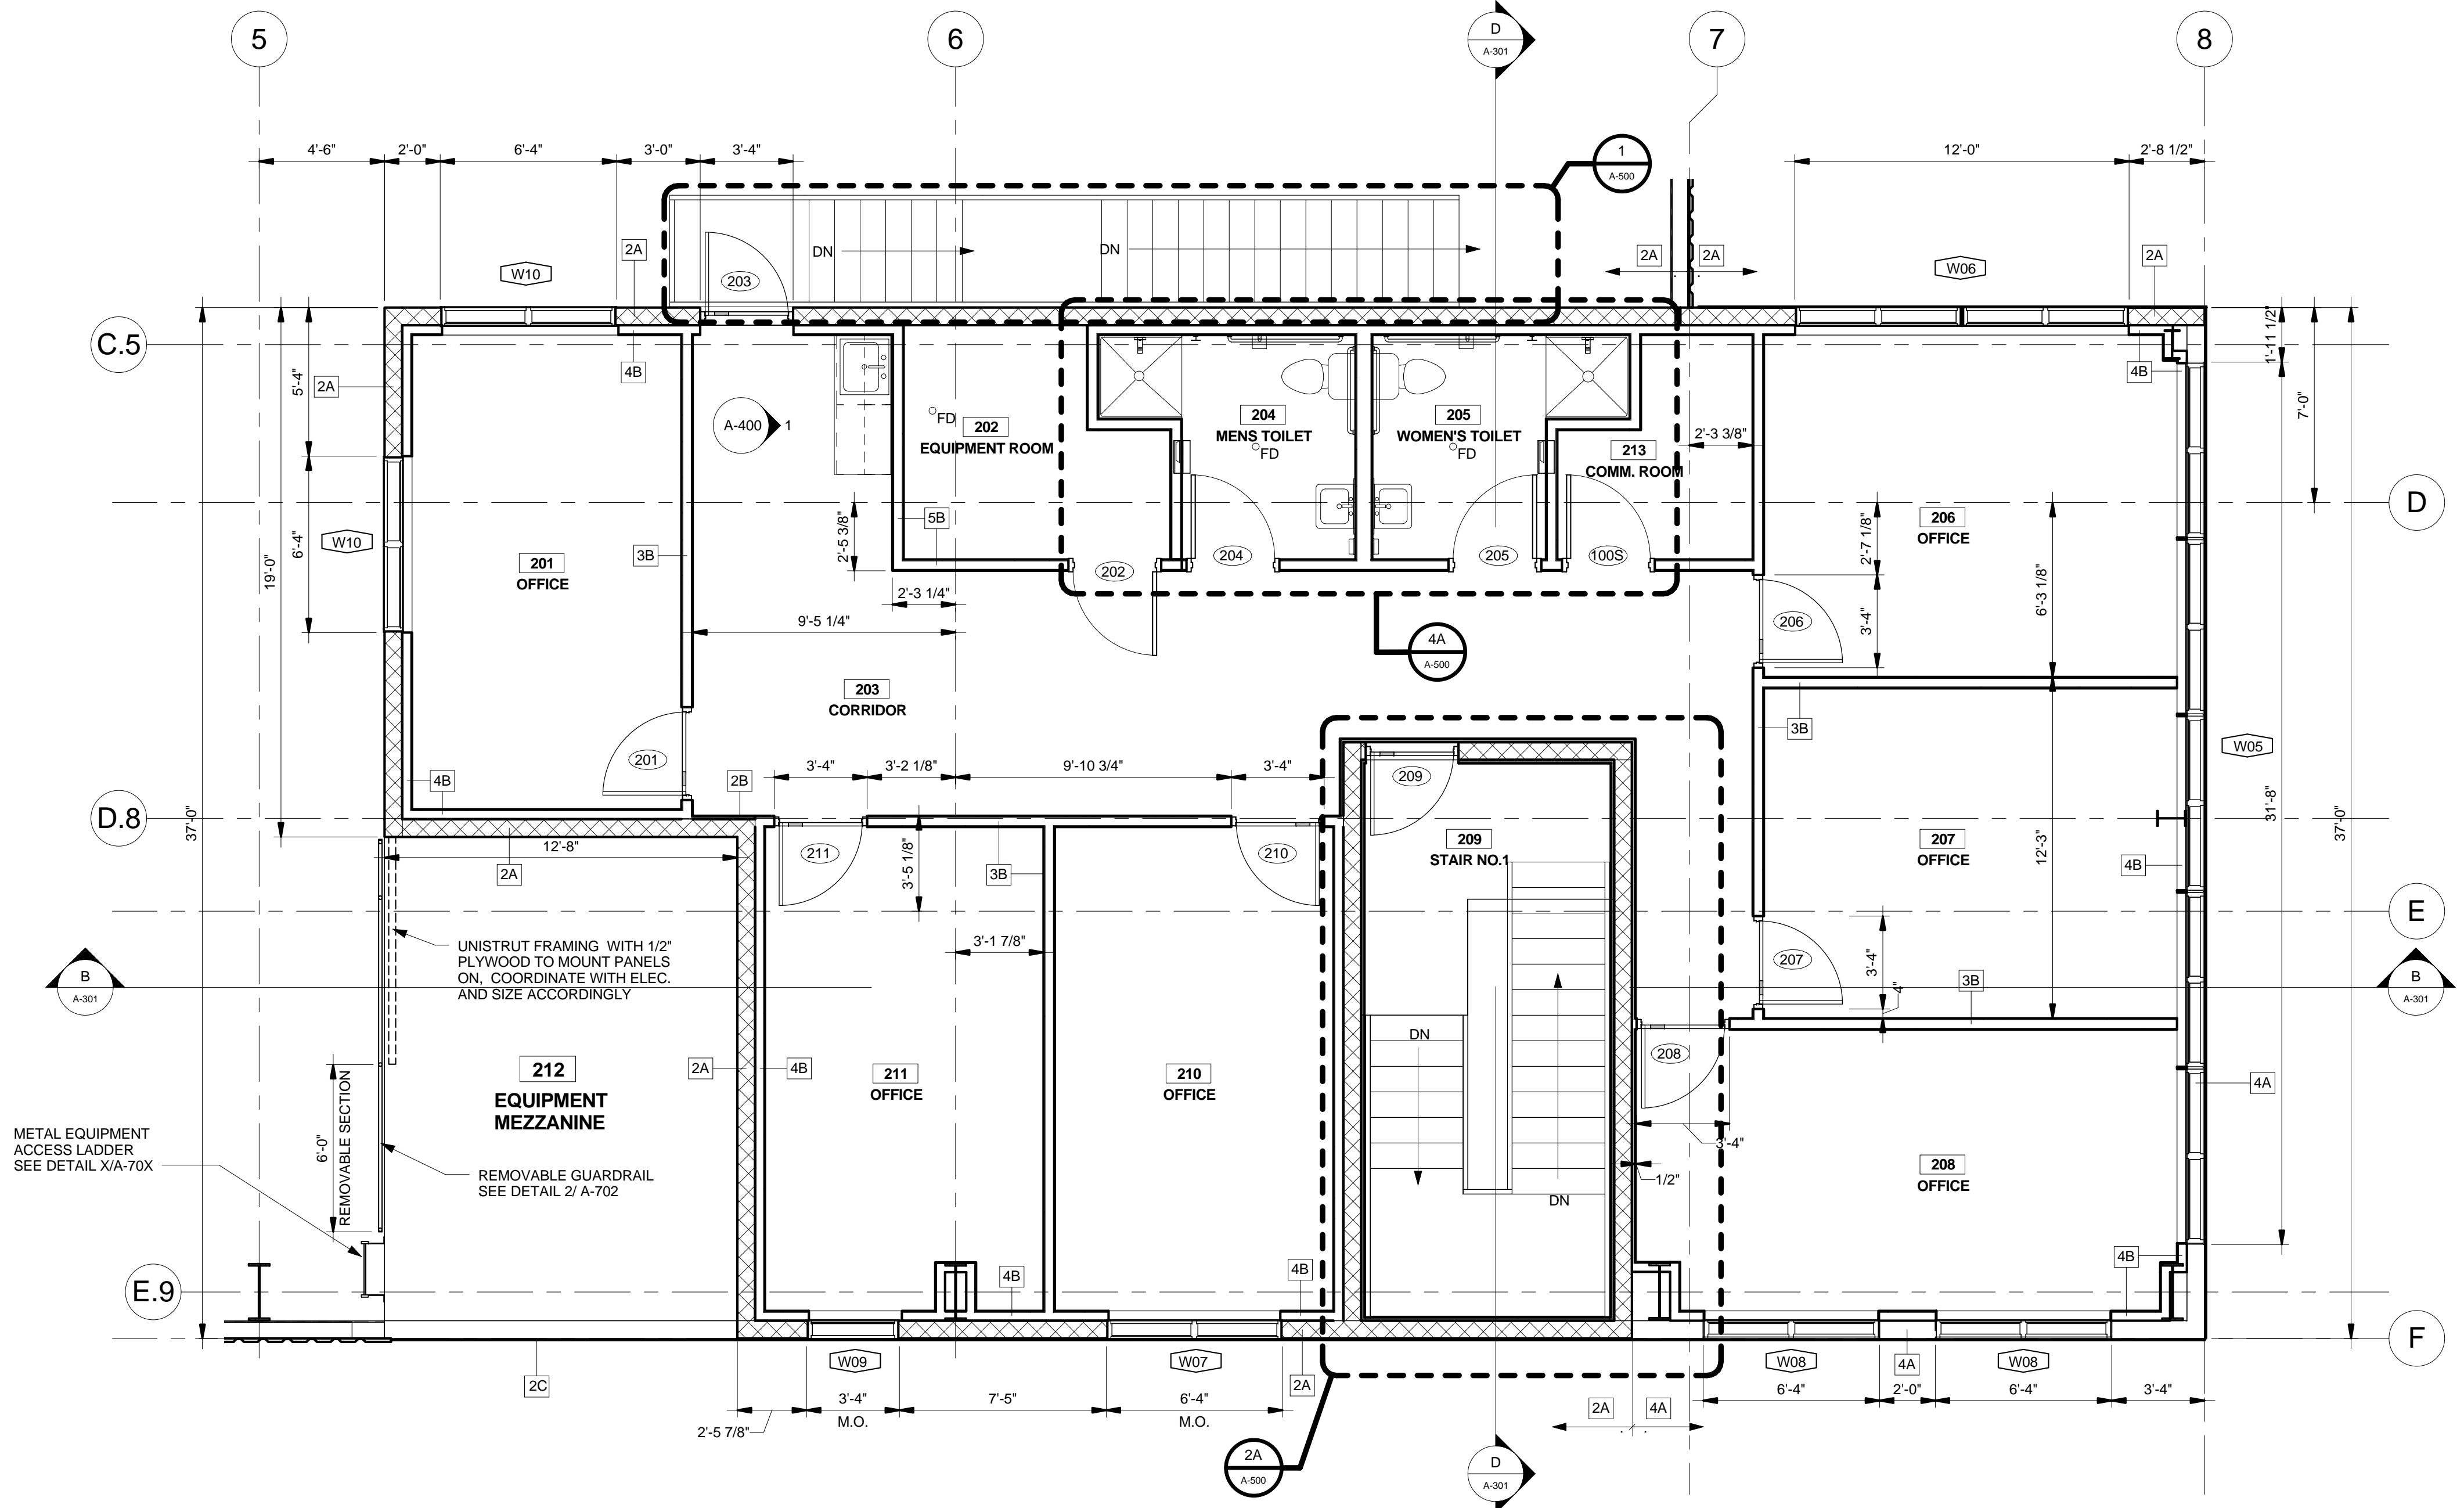 5
6
D
A-301
7
8
4'-6"
2'-0"
6'-4"
3'-0"
3'-4"
1
A-500
12'-0"
2'-8 1/2"
2A
DN
DN
2A
2A
2A
W10
203
W06
C.5
5'-4"
2A
4B
A-400
1
FD
202
EQUIPMENT ROOM
204
MENS TOILET
FD
205
WOMEN'S TOILET
FD
213
COMM. ROOM
2'-3 3/8"
4B
1'-11 1/2"
7'-0"
D
W10
6'-4"
19'-0"
201
OFFICE
3B
2'-5 3/8"
5B
202
204
205
100S
206
OFFICE
2'-7 1/8"
2'-3 1/4"
9'-5 1/4"
3'-4"
6'-3 1/8"
206
4A
A-500
203
CORRIDOR
3B
W05
201
4B
2B
3'-4"
3'-2 1/8"
9'-10 3/4"
3'-4"
209
31'-8"
37'-0"
D.8
37'-0"
12'-8"
2A
211
3'-5 1/8"
3B
210
209
STAIR NO.1
207
OFFICE
12'-3"
4B
E
UNISTRUT FRAMING WITH 1/2"
PLYWOOD TO MOUNT PANELS
ON, COORDINATE WITH ELEC.
AND SIZE ACCORDINGLY
3'-1 7/8"
207
3'-4"
4"
3B
B
A-301
B
A-301
DN
208
212
EQUIPMENT
MEZZANINE
2A
4B
211
OFFICE
210
OFFICE
4A
METAL EQUIPMENT
ACCESS LADDER
SEE DETAIL X/A-70X
6'-0"
REMOVABLE SECTION
REMOVABLE GUARDRAIL
SEE DETAIL 2/ A-702
3'-4"
1/2"
DN
208
OFFICE
E.9
4B
4B
4B
F
2C
W09
W07
2A
W08
4A
W08
3'-4"
M.O.
7'-5"
6'-4"
M.O.
6'-4"
2'-0"
6'-4"
3'-4"
2'-5 7/8"
2A
4A
2A
A-500
D
A-301